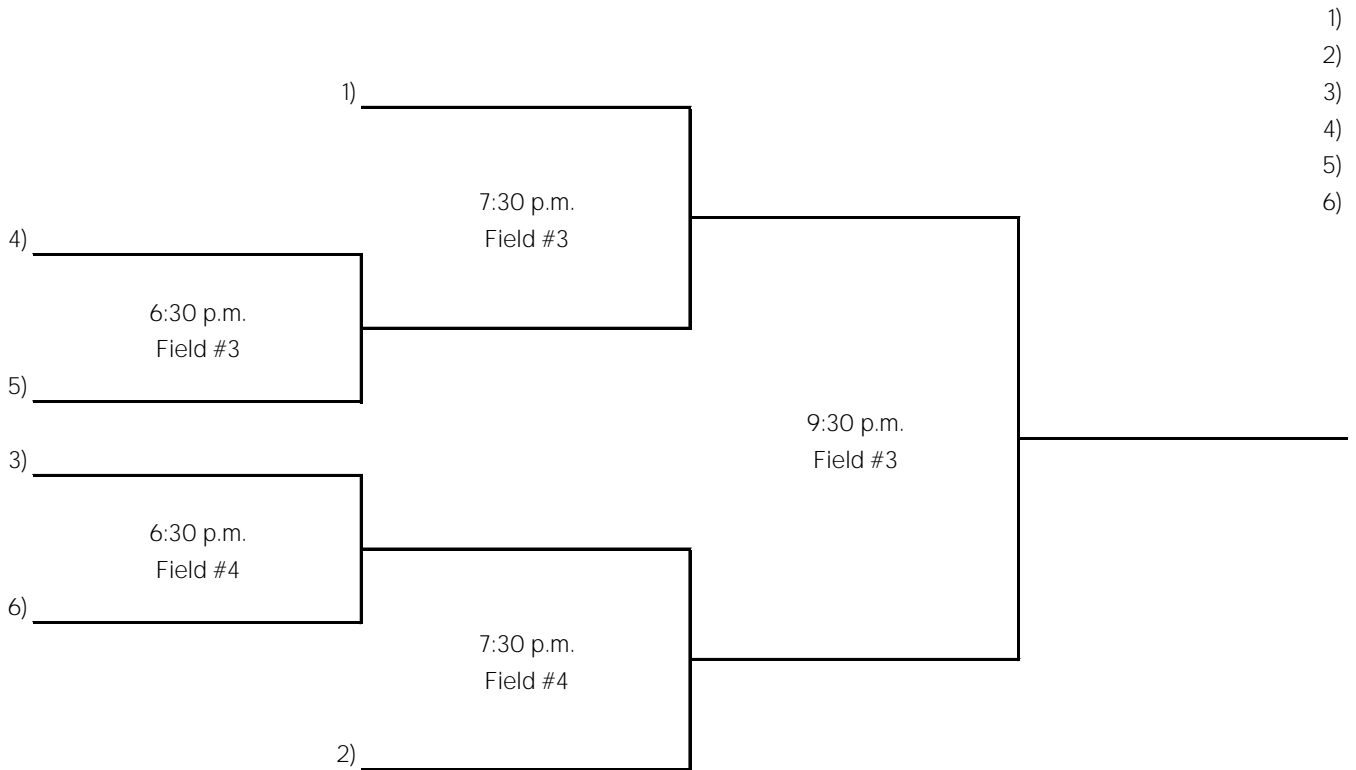 1)
2)
3)
4)
5)
6)
1)
7:30 p.m.
Field #3
4)
6:30 p.m.
Field #3
5)
9:30 p.m.
Field #3
3)
6:30 p.m.
Field #4
6)
7:30 p.m.
Field #4
2)